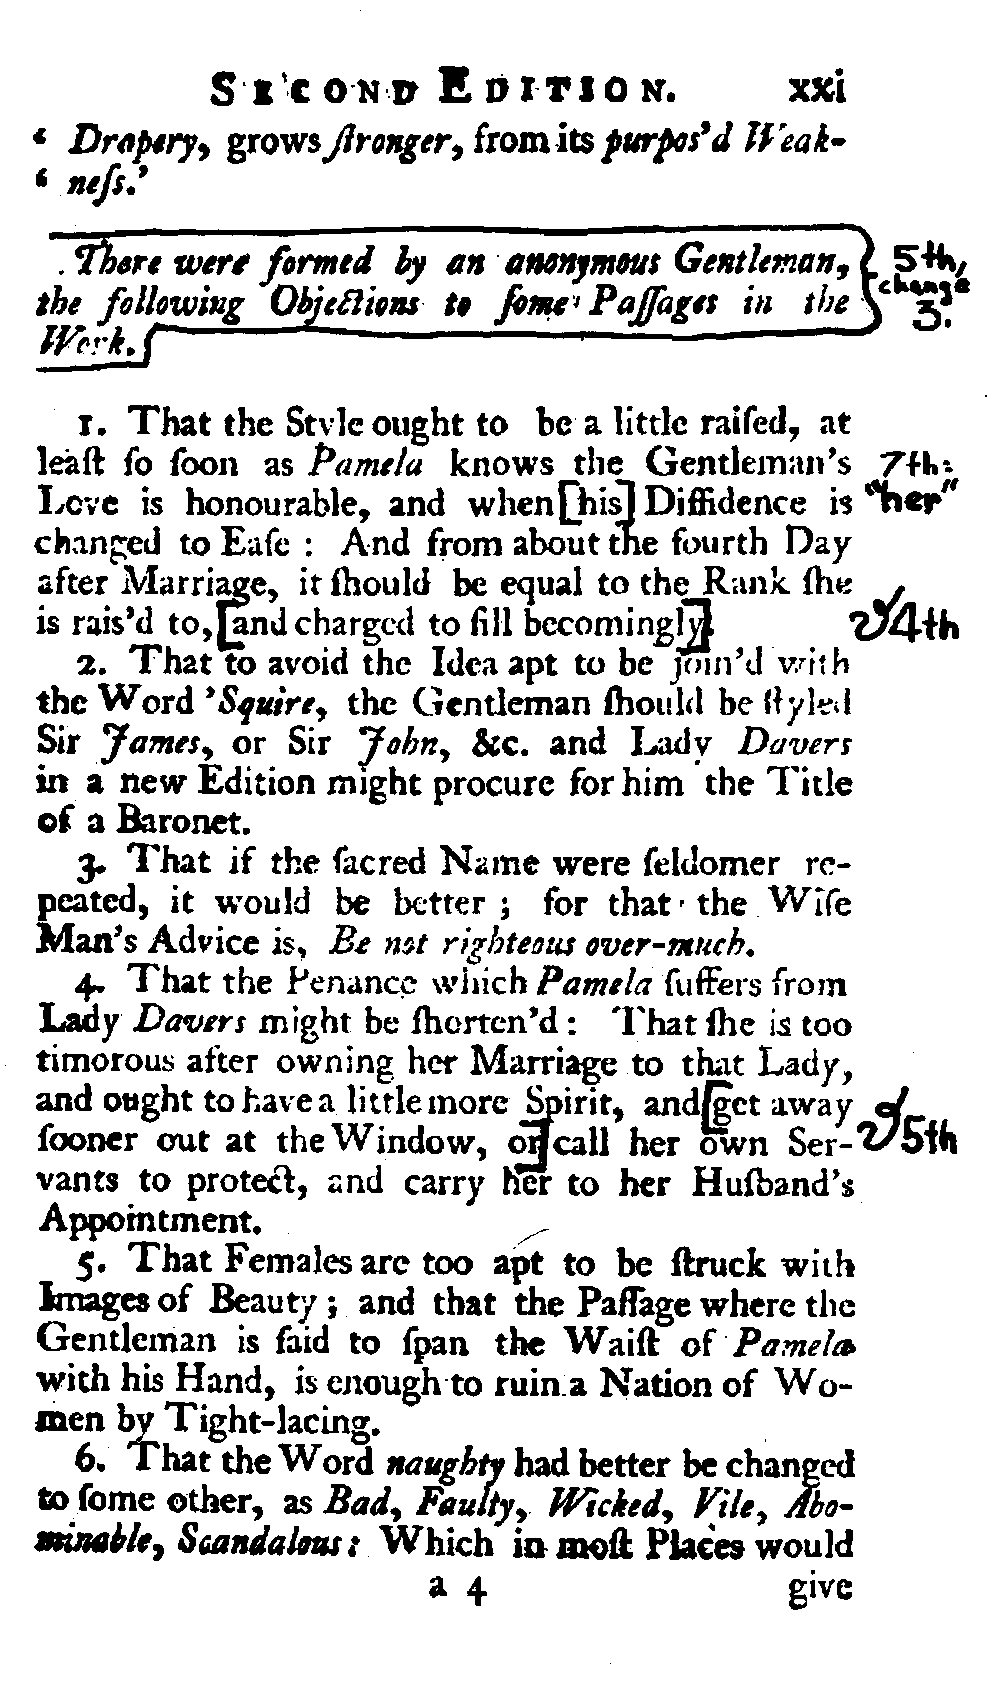 SECOND EDITION. xxi
‘ Drapery, grows ſtronger, from its purpos’d Weak-
‘ neſs.’
There were formed by an anonymous Gentleman,
5th,
the following Objections to ſome Paſſages in the
change
3.
Work.
1. That the Style ought to be a little raiſed, at
leaſt ſo ſoon as Pamela knows the Gentleman’s
7th:
Love is honourable, and when [his] Diffidence is
"her"
changed to Eaſe : And from about the fourth Day
after Marriage, it ſhould be equal to the Rank ſhe
is rais’d to, [and charged to fill becomingly].
4th
2. That to avoid the Idea apt to be join’d with
the Word ’Squire, the Gentleman ſhould be ſtyled
Sir James, or Sir John, &c. and Lady Davers
in a new Edition might procure for him the Title
of a Baronet.
3. That if the ſacred Name were ſeldomer re-
peated, it would be better ; for that the Wiſe
Man’s Advice is, Be not righteous over-much.
4. That the Penance which Pamela ſuffers from
Lady Davers might be ſhorten’d : That ſhe is too
timorous after owning her Marriage to that Lady,
and ought to have a little more Spirit, and [get away
ſooner out at the Window, or] call her own Ser-
5th
vants to protect, and carry her to her Huſband’s
Appointment.
5. That Females are too apt to be ſtruck with
Images of Beauty ; and that the Paſſage where the
Gentleman is ſaid to ſpan the Waiſt of Pamela
with his Hand, is enough to ruin a Nation of Wo-
men by Tight-lacing.
6. That the Word naughty had better be changed
to ſome other, as Bad, Faulty, Wicked, Vile, Abo-
minable, Scandalous : Which in moſt Places would
a 4 give